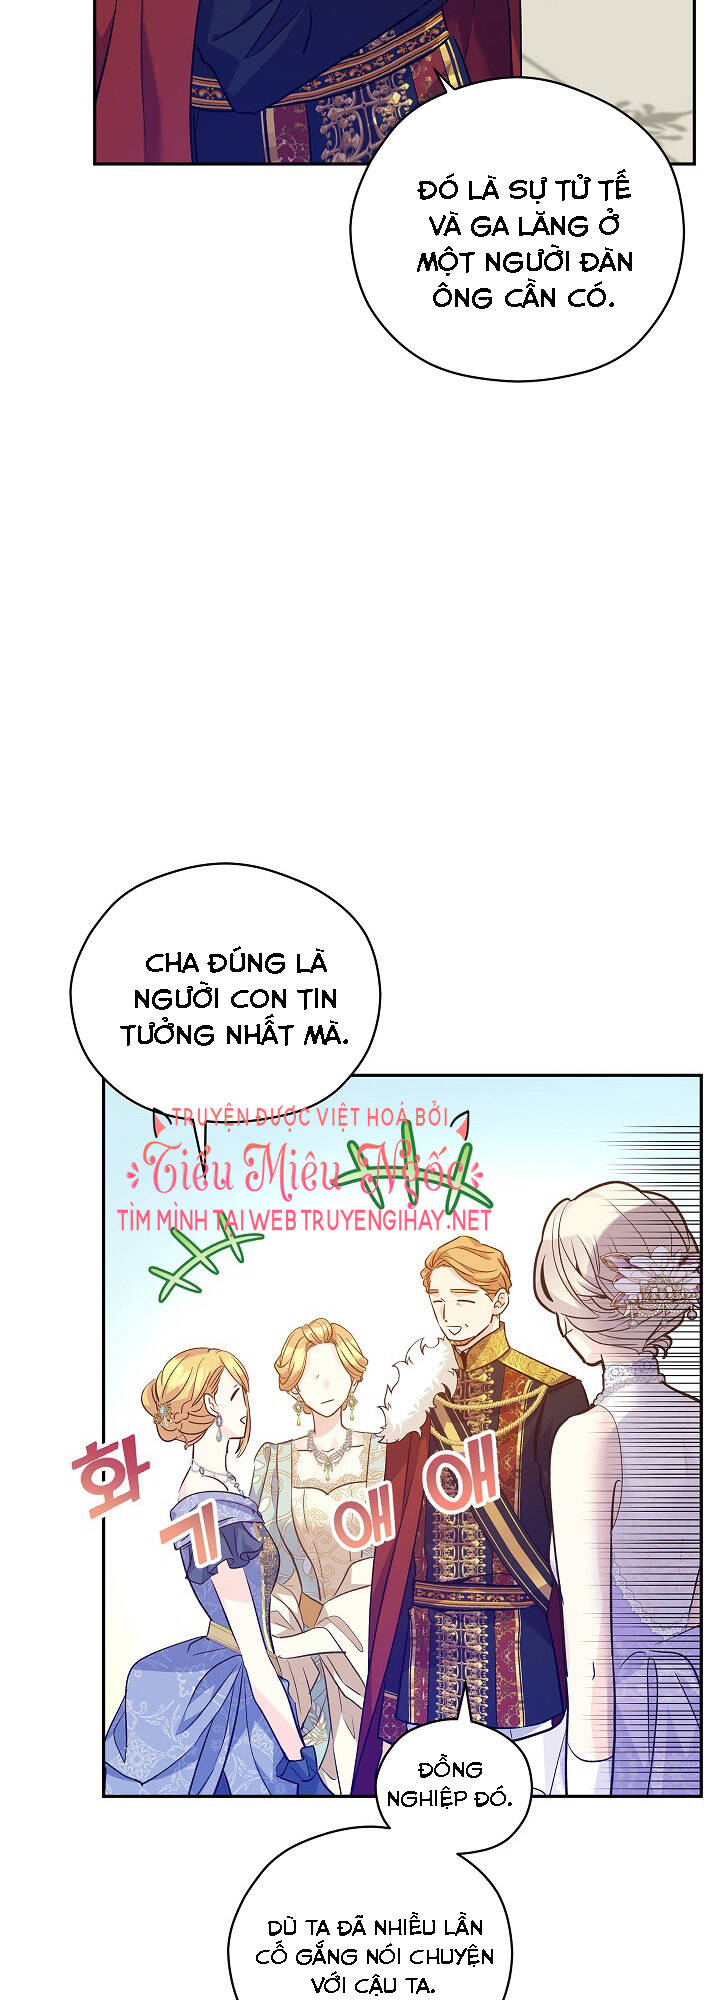 ĐÓ LÀ SỰ TỬ TẾ
VÀ GA LĂNG Ở
MỘT NGƯỜI ĐÀN
ÔNG CẦN CÓ.
CHA ĐÚNG LÀ
NGƯỜI CON TIN
TƯỞNG NHẤT MÀ.
TRUYỆN ĐƯỢC VIỆT HOÁ BỞI
Tiểu Miêu Ngốc
TÌM MÌNH TẠI WEB TRUYENGIHAY.NET
화
기
애
애
ĐỒNG
NGHIỆP ĐÓ.
DÙ TA ĐÃ NHIỀU LẦN
CỐ GẮNG NÓI CHUYỆN
VỚI CẬU TA.